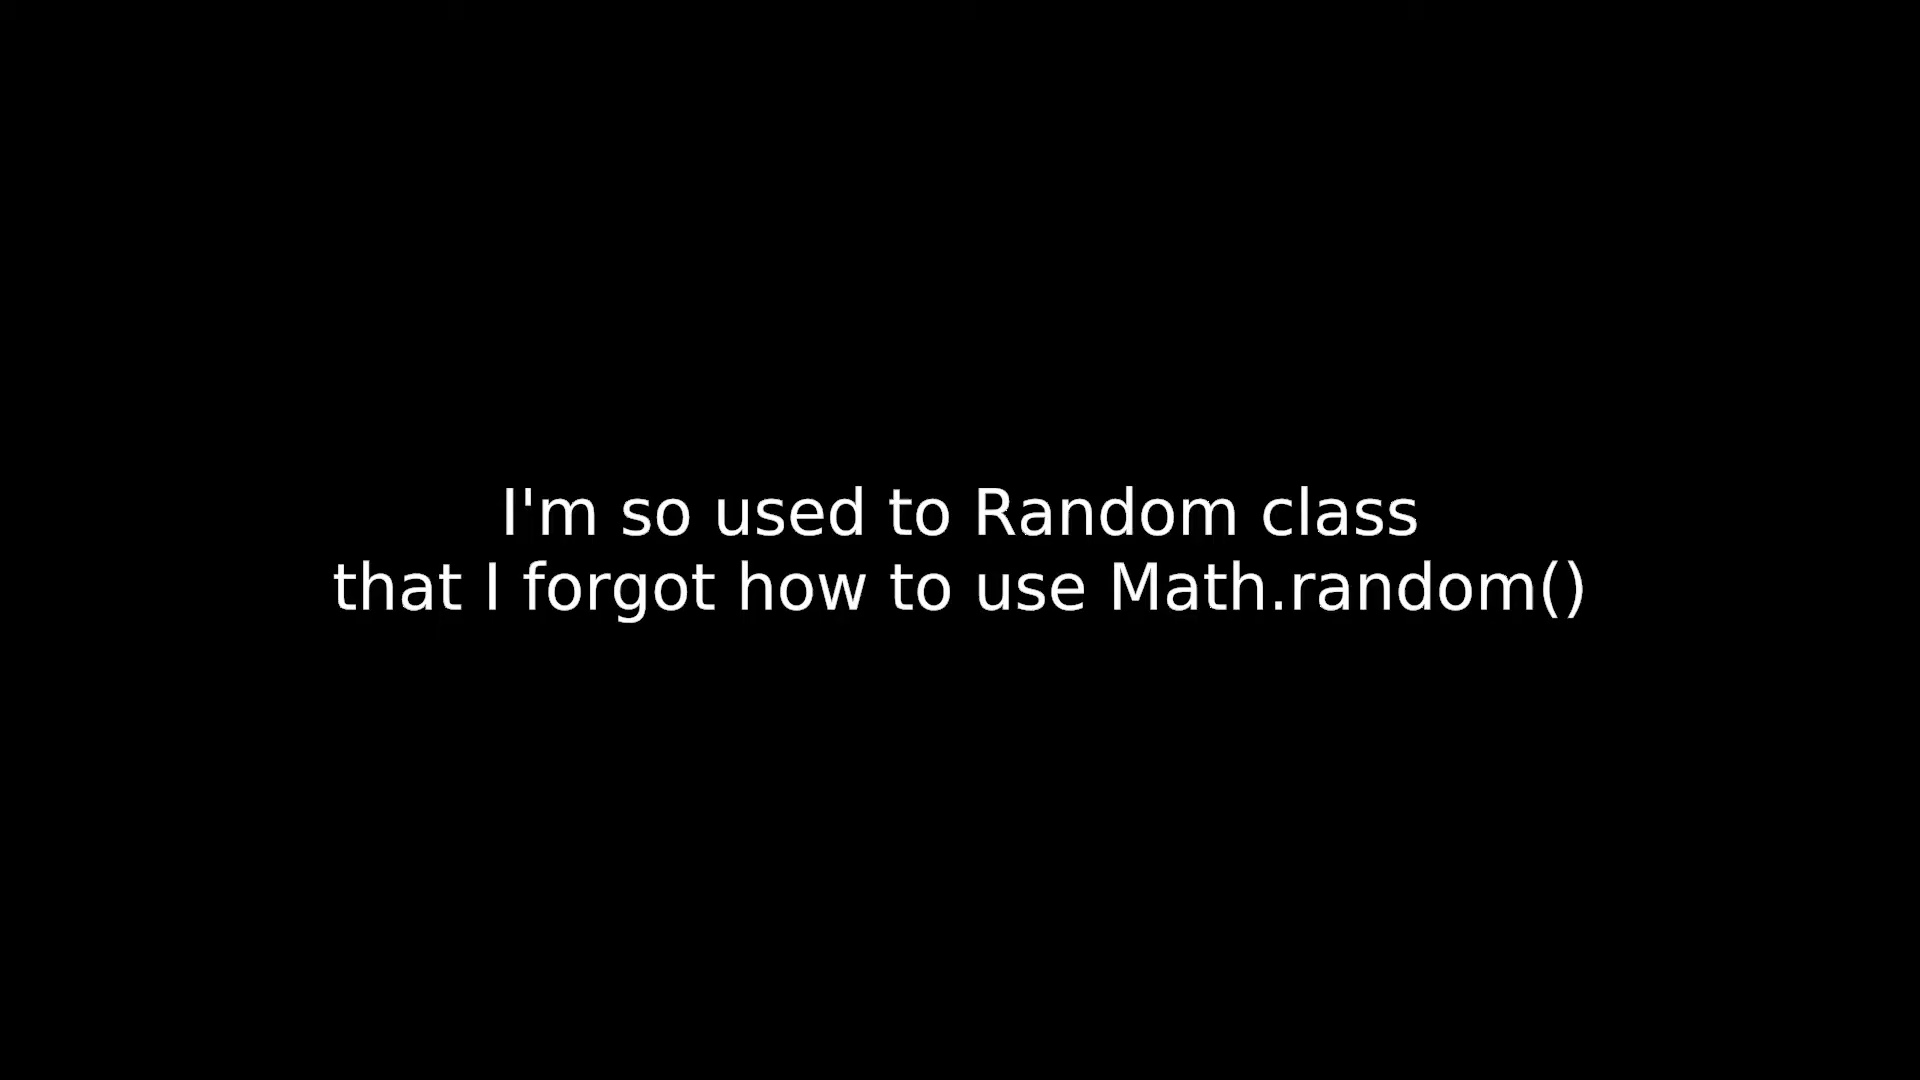 I'm so used to Random class
that I forgot how to use Math.random()